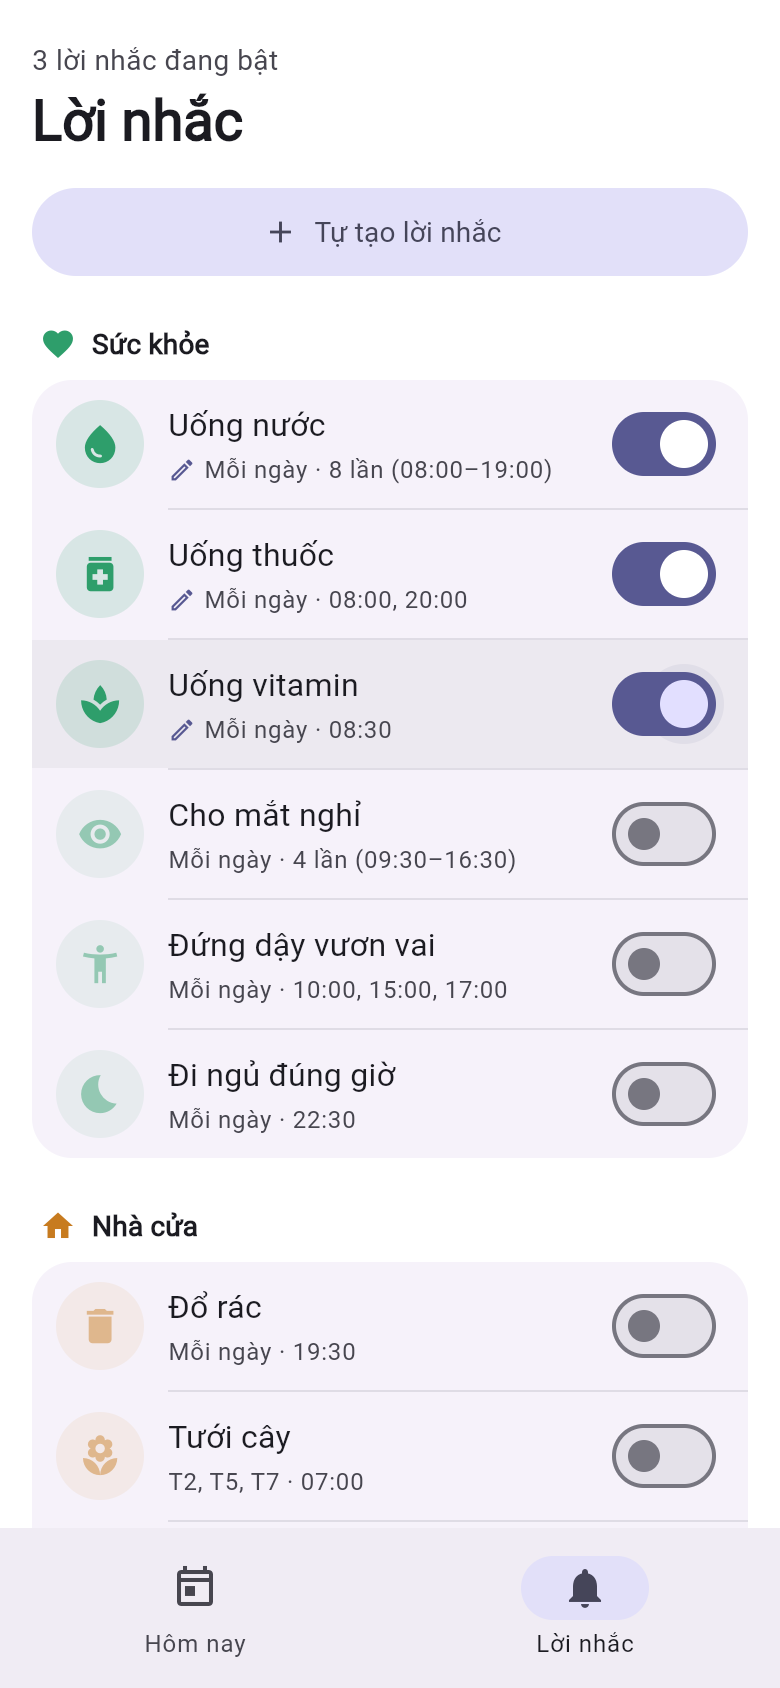 3 lời nhắc đang bật
Lời nhắc
Tự tạo lời nhắc
Sức khỏe
Uống nước
Mỗi ngày · 8 lần (08:00–19:00)
Uống thuốc
Mỗi ngày · 08:00, 20:00
Uống vitamin
Mỗi ngày · 08:30
Cho mắt nghỉ
Mỗi ngày · 4 lần (09:30–16:30)
Đứng dậy vươn vai
Mỗi ngày · 10:00, 15:00, 17:00
Đi ngủ đúng giờ
Mỗi ngày · 22:30
Nhà cửa
Đổ rác
Mỗi ngày · 19:30
Tưới cây
T2, T5, T7 · 07:00
Hôm nay
Lời nhắc